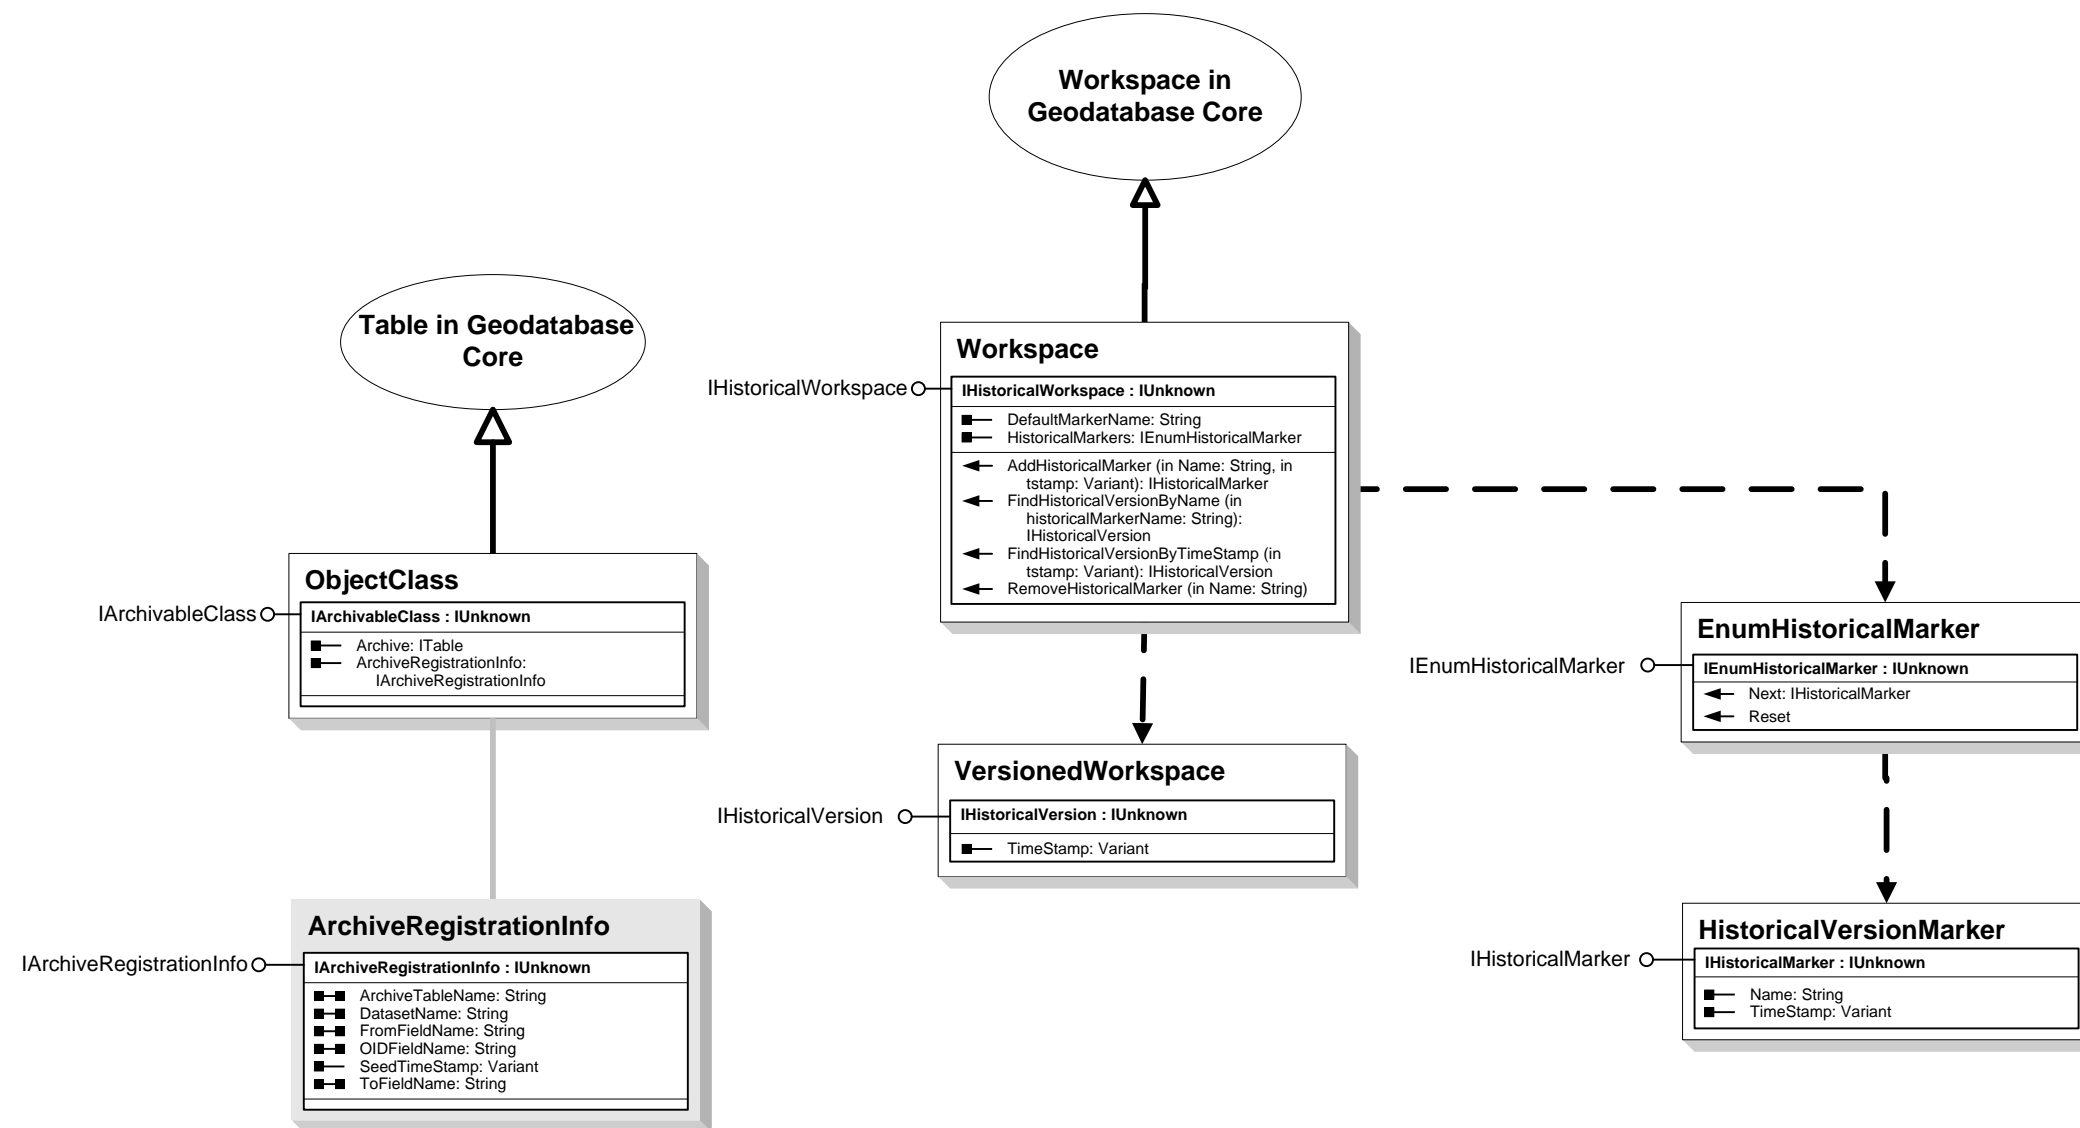 Workspace in
Geodatabase Core
Table in Geodatabase
Core
Workspace
IHistoricalWorkspace
IHistoricalWorkspace : IUnknown
DefaultMarkerName: String
HistoricalMarkers: IEnumHistoricalMarker
AddHistoricalMarker (in Name: String, in
tstamp: Variant): IHistoricalMarker
FindHistoricalVersionByName (in
historicalMarkerName: String):
IHistoricalVersion
FindHistoricalVersionByTimeStamp (in
tstamp: Variant): IHistoricalVersion
RemoveHistoricalMarker (in Name: String)
ObjectClass
IArchivableClass
IArchivableClass : IUnknown
Archive: ITable
ArchiveRegistrationInfo:
IArchiveRegistrationInfo
EnumHistoricalMarker
IEnumHistoricalMarker
IEnumHistoricalMarker : IUnknown
Next: IHistoricalMarker
Reset
VersionedWorkspace
IHistoricalVersion
IHistoricalVersion : IUnknown
TimeStamp: Variant
ArchiveRegistrationInfo
IArchiveRegistrationInfo
IArchiveRegistrationInfo : IUnknown
ArchiveTableName: String
DatasetName: String
FromFieldName: String
OIDFieldName: String
SeedTimeStamp: Variant
ToFieldName: String
HistoricalVersionMarker
IHistoricalMarker
IHistoricalMarker : IUnknown
Name: String
TimeStamp: Variant